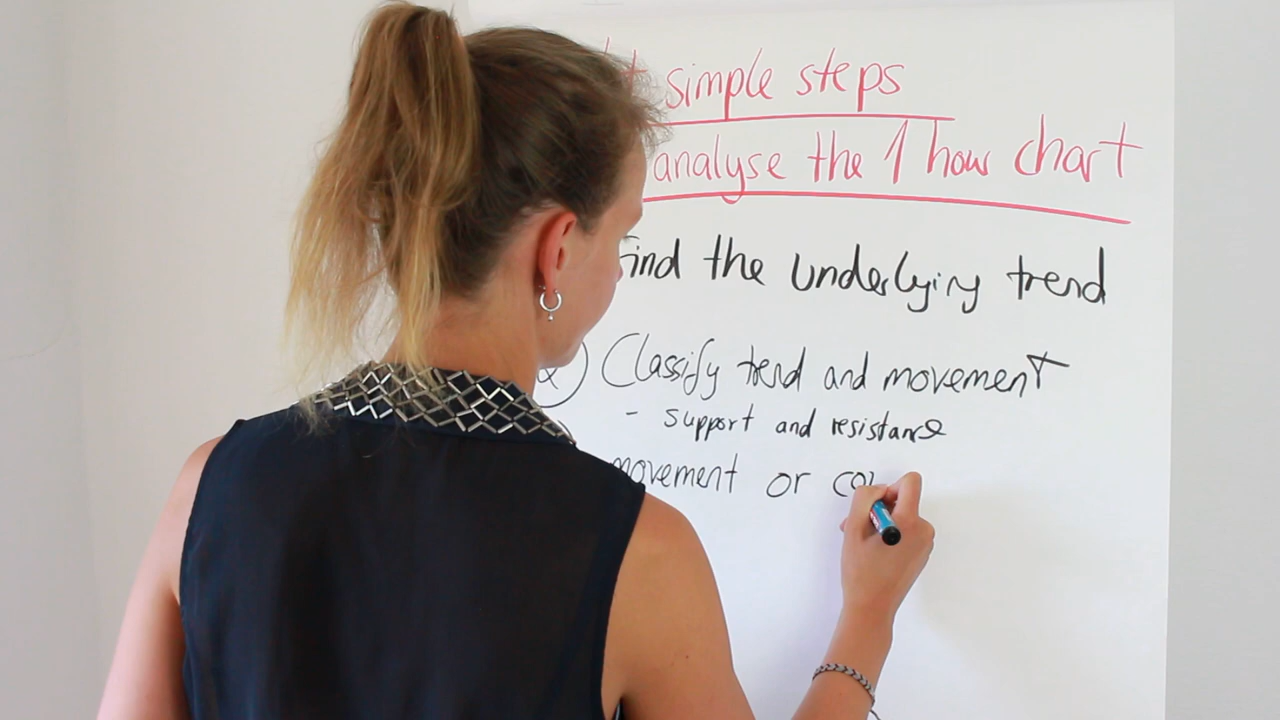 simple steps
analyse the 1 hour chart
Find the underlying trend
2) Classify trend and movement
- support and resistance
movement or